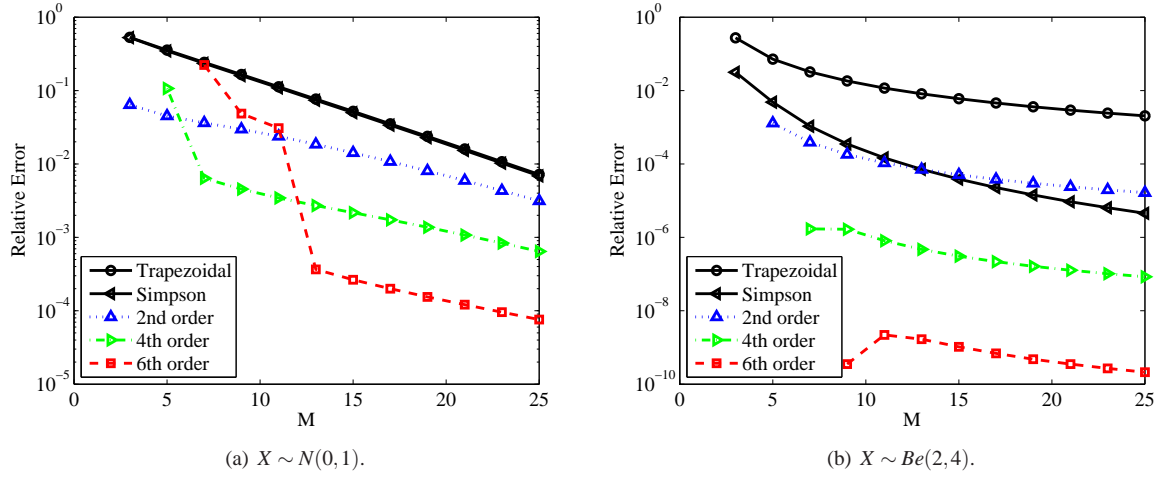 10^0
10^-1
10^-2
10^-3
10^-4
10^-5
Relative Error
Trapezoidal
Simpson
2nd order
4th order
6th order
0 5 10 15 20 25
M
(a) X ∼ N(0,1).
10^0
10^-2
10^-4
10^-6
10^-8
10^-10
Relative Error
Trapezoidal
Simpson
2nd order
4th order
6th order
0 5 10 15 20 25
M
(b) X ∼ Be(2,4).